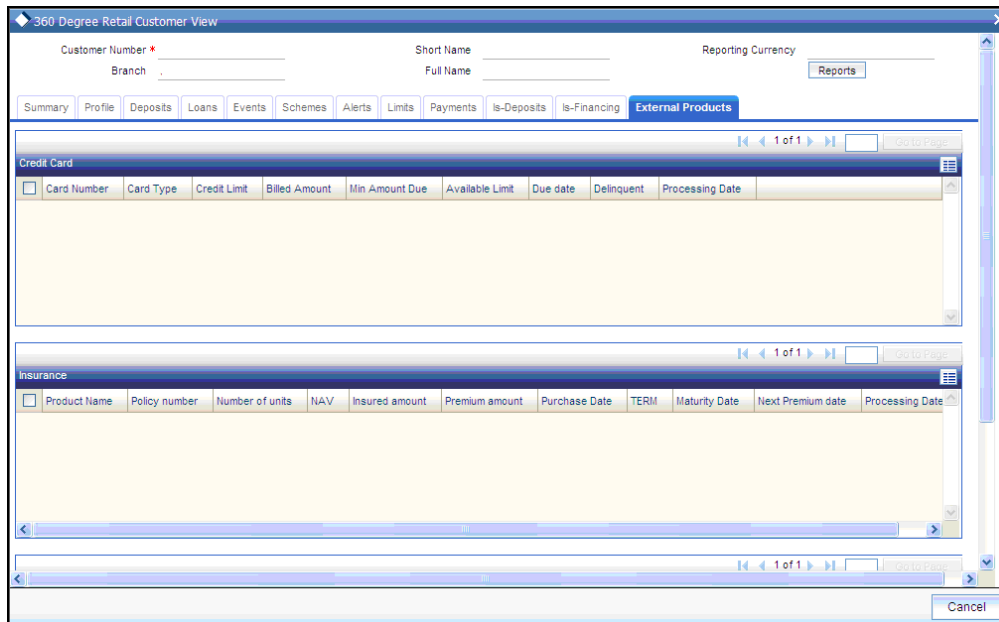 360 Degree Retail Customer View
Customer Number * Short Name Reporting Currency
Branch . Full Name Reports
Summary Profile Deposits Loans Events Schemes Alerts Limits Payments Is-Deposits Is-Financing External Products
1 of 1 Go to Page
Credit Card
Card Number Card Type Credit Limit Billed Amount Min Amount Due Available Limit Due date Delinquent Processing Date
1 of 1 Go to Page
Insurance
Product Name Policy number Number of units NAV Insured amount Premium amount Purchase Date TERM Maturity Date Next Premium date Processing Date
1 of 1 Go to Page
Cancel